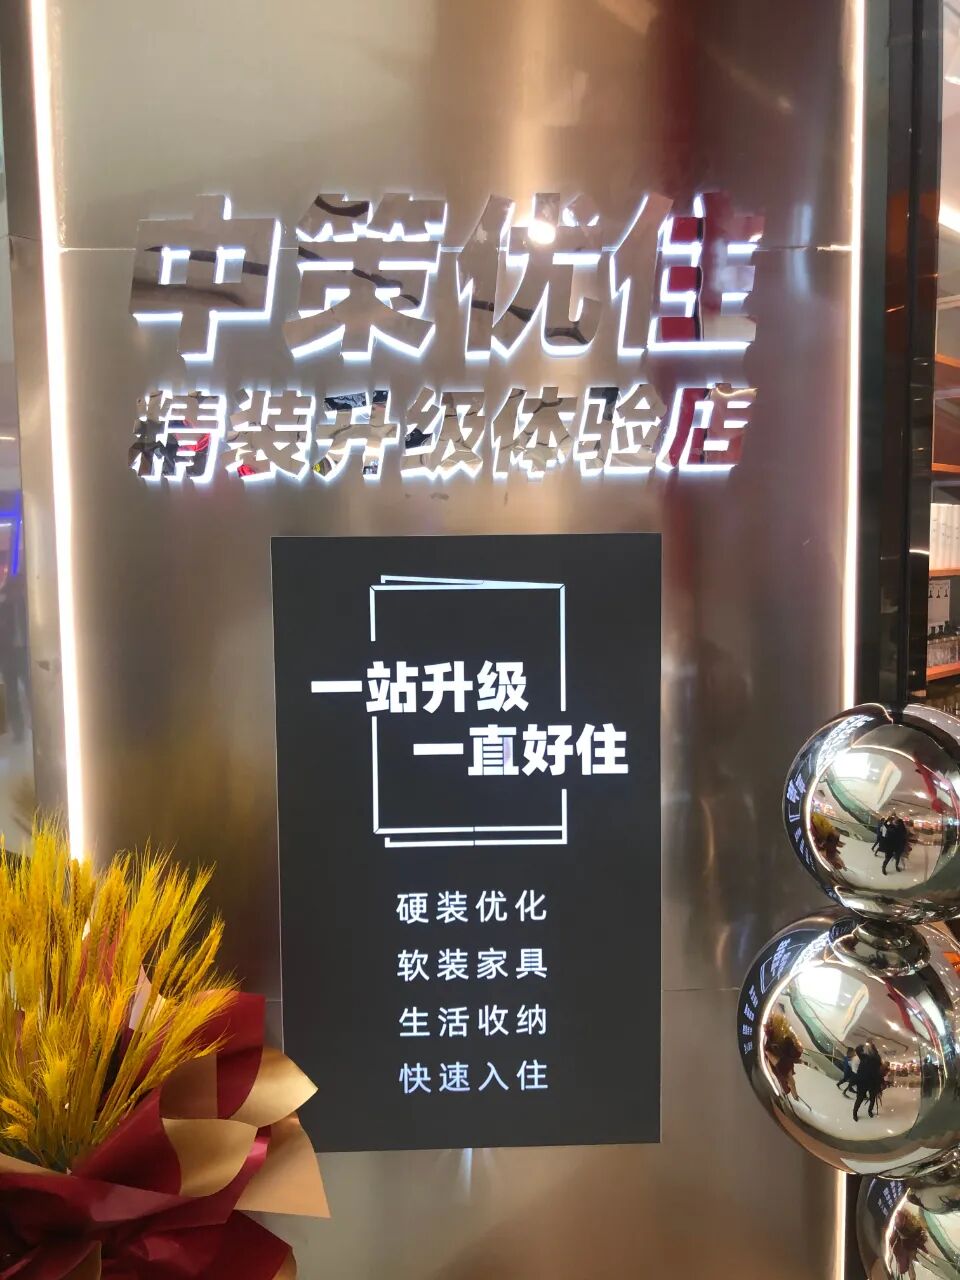 中策优住
精装升级体验店
一站升级
一直好住
硬装优化
软装家具
生活收纳
快速入住